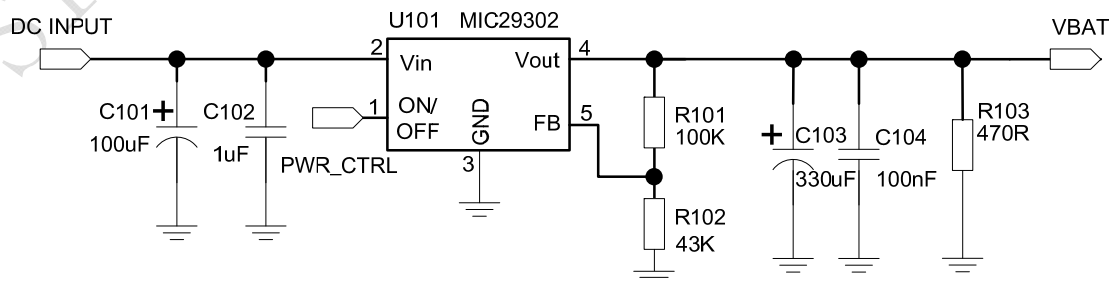 U101 MIC29302
DC INPUT
VBAT
2
4
Vin
Vout
C101
+
100uF
C102
1uF
1
ON/
OFF
GND
FB
5
PWR_CTRL
3
R101
100K
R102
43K
+
C103
330uF
C104
100nF
R103
470R